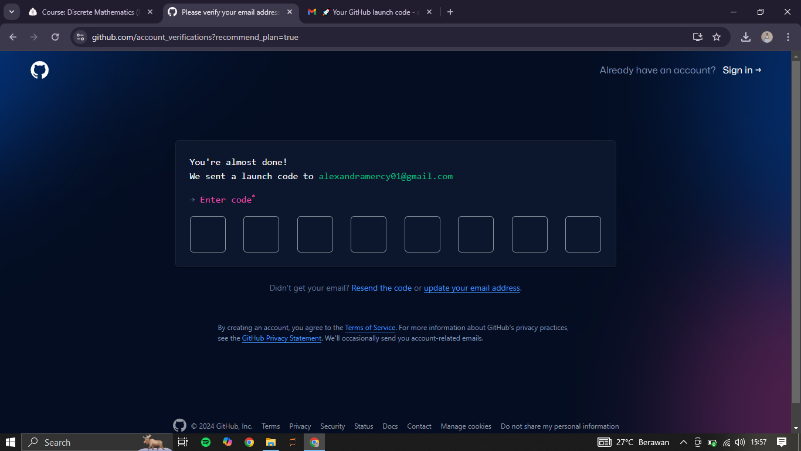 Course: Discrete Mathematics (
Please verify your email addres
Your GitHub launch code -
github.com/account_verifications?recommend_plan=true
Already have an account? Sign in →
You're almost done!
We sent a launch code to alexandramercy01@gmail.com
→ Enter code*
Didn't get your email? Resend the code or update your email address.
By creating an account, you agree to the Terms of Service. For more information about GitHub's privacy practices,
see the GitHub Privacy Statement. We'll occasionally send you account-related emails.
© 2024 GitHub, Inc. Terms Privacy Security Status Docs Contact Manage cookies Do not share my personal information
Search
27°C Berawan
15:57